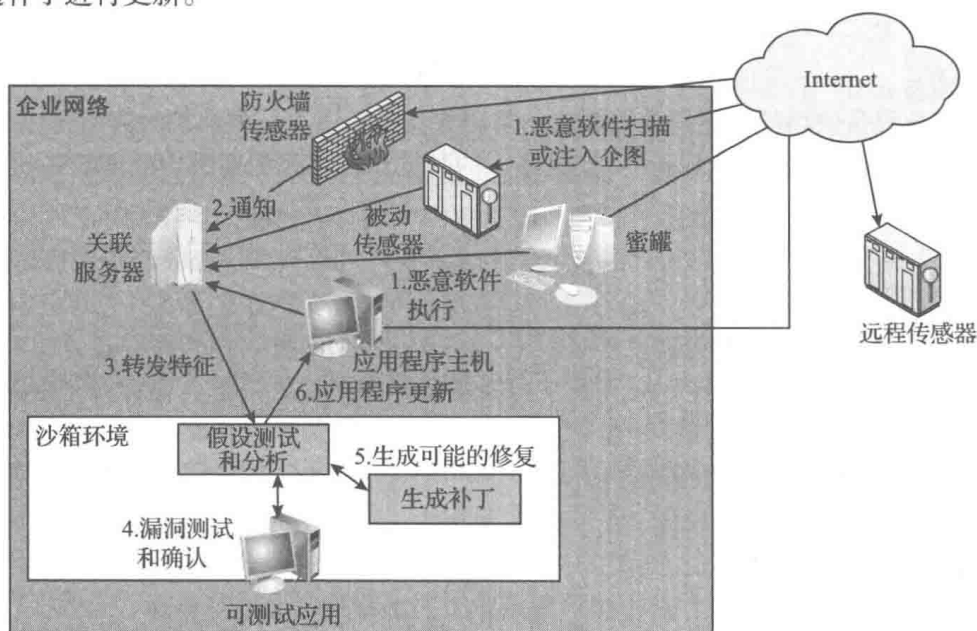 进行更新。
Internet
企业网络
防火墙
传感器
1.恶意软件扫描
或注入企图
2.通知
被动
传感器
蜜罐
关联
服务器
1.恶意软件
执行
远程传感器
3.转发特征
应用程序主机
6.应用程序更新
沙箱环境
假设测试
和分析
5.生成可能的修复
生成补丁
4.漏洞测试
和确认
可测试应用